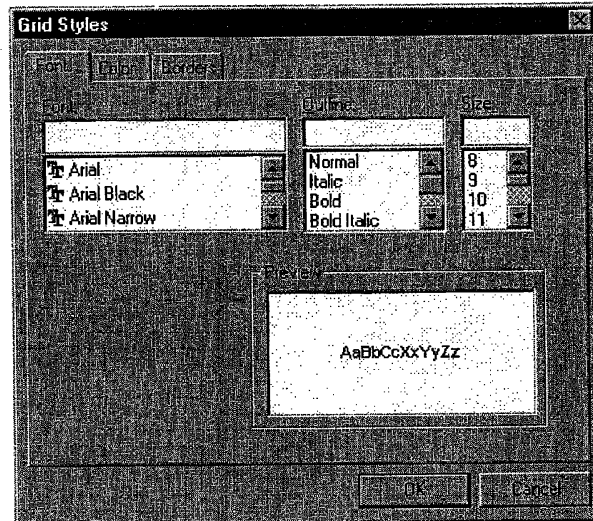 Grid Styles
Font Color Borders
Font: Outline: Size:
Arial Normal 8
Arial Black Italic 9
Arial Narrow Bold 10
Bold Italic 11
Preview
AaBbCcXxYyZz
OK Cancel